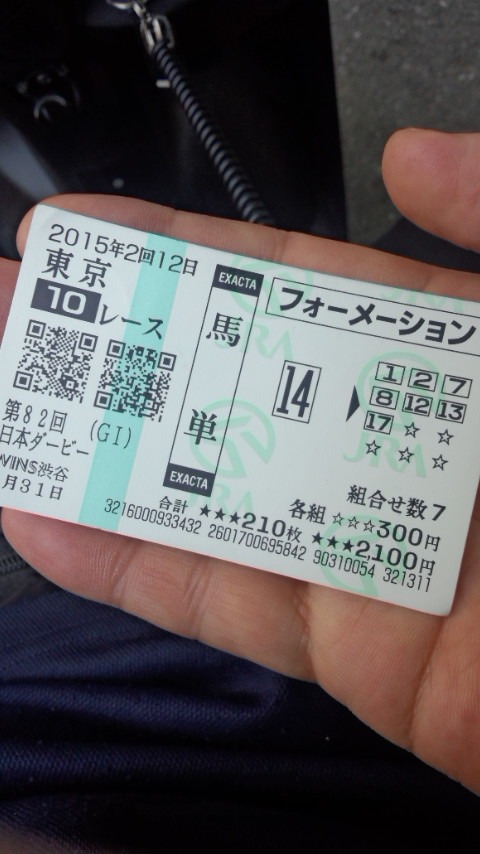 2015年2回12日
東京
10レース
第82回
日本ダービー (GI)
WINS渋谷
月31日
EXACTA
馬単
EXACTA
フォーメーション
14
1 2 7
8 12 13
17 ☆ ☆
☆ ☆ ☆
組合せ数7
各組 ☆☆☆300円
合計 ★★★210枚 ★★★2,100円
3216000933432 2601700695842 90310054 321311